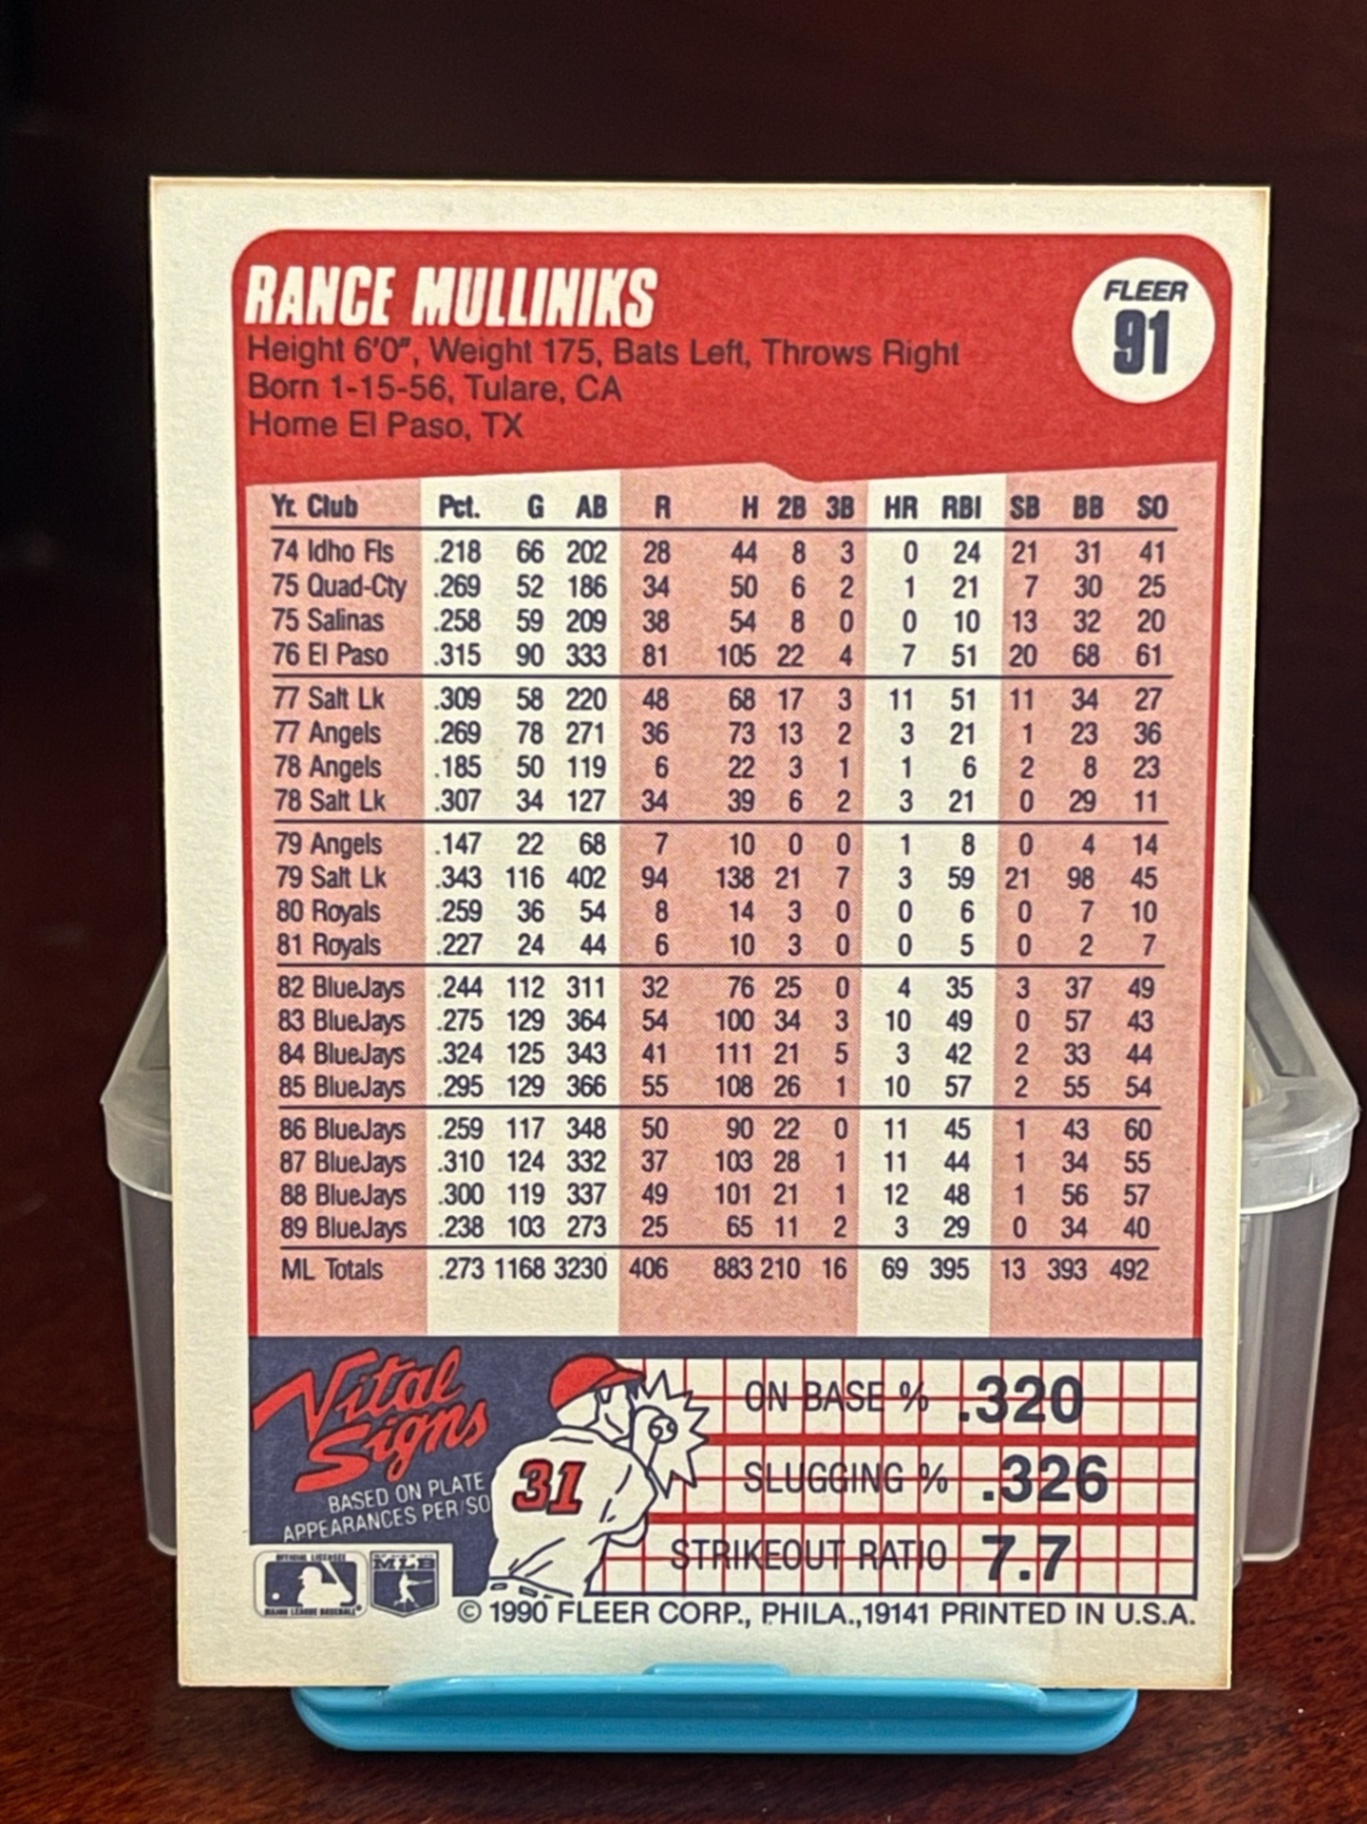 RANCE MULLINIKS
FLEER
91
Height 6'0", Weight 175, Bats Left, Throws Right
Born 1-15-56, Tulare, CA
Home El Paso, TX
Yr. Club Pct. G AB R H 2B 3B HR RBI SB BB SO
74 Idho Fls .218 66 202 28 44 8 3 0 24 21 31 41
75 Quad-Cty .269 52 186 34 50 6 2 1 21 7 30 25
75 Salinas .258 59 209 38 54 8 0 0 10 13 32 20
76 El Paso .315 90 333 81 105 22 4 7 51 20 68 61
77 Salt Lk .309 58 220 48 68 17 3 11 51 11 34 27
77 Angels .269 78 271 36 73 13 2 3 21 1 23 36
78 Angels .185 50 119 6 22 3 1 1 6 2 8 23
78 Salt Lk .307 34 127 34 39 6 2 3 21 0 29 11
79 Angels .147 22 68 7 10 0 0 1 8 0 4 14
79 Salt Lk .343 116 402 94 138 21 7 3 59 21 98 45
80 Royals .259 36 54 8 14 3 0 0 6 0 7 10
81 Royals .227 24 44 6 10 3 0 0 5 0 2 7
82 BlueJays .244 112 311 32 76 25 0 4 35 3 37 49
83 BlueJays .275 129 364 54 100 34 3 10 49 0 57 43
84 BlueJays .324 125 343 41 111 21 5 3 42 2 33 44
85 BlueJays .295 129 366 55 108 26 1 10 57 2 55 54
86 BlueJays .259 117 348 50 90 22 0 11 45 1 43 60
87 BlueJays .310 124 332 37 103 28 1 11 44 1 34 55
88 BlueJays .300 119 337 49 101 21 1 12 48 1 56 57
89 BlueJays .238 103 273 25 65 11 2 3 29 0 34 40
ML Totals .273 1168 3230 406 883 210 16 69 395 13 393 492
Vital
Signs
BASED ON PLATE
APPEARANCES PER SO
31
ON BASE % .320
SLUGGING % .326
STRIKEOUT RATIO 7.7
OFFICIAL LICENSEE
MAJOR LEAGUE BASEBALL
MLB
© 1990 FLEER CORP., PHILA.,19141 PRINTED IN U.S.A.